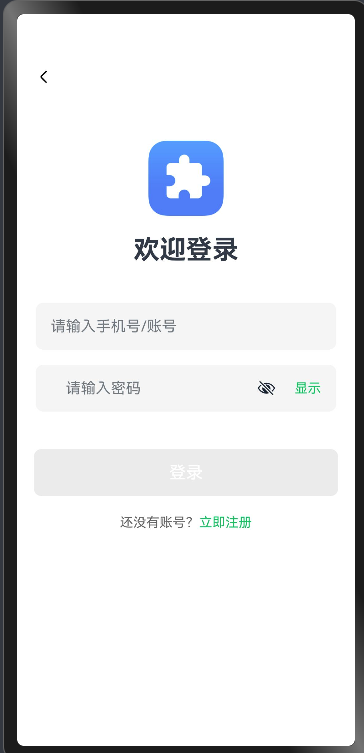 欢迎登录
请输入手机号/账号
请输入密码 显示
登录
还没有账号？立即注册